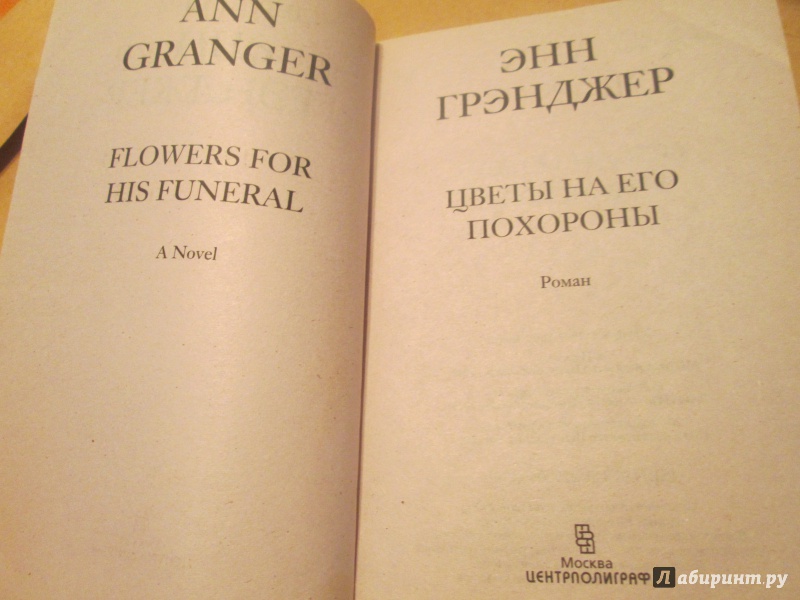 ANN
GRANGER
FLOWERS FOR
HIS FUNERAL
A Novel
ЭНН
ГРЭНДЖЕР
ЦВЕТЫ НА ЕГО
ПОХОРОНЫ
Роман
Москва
ЦЕНТРПОЛИГРАФ
Лабиринт.ру